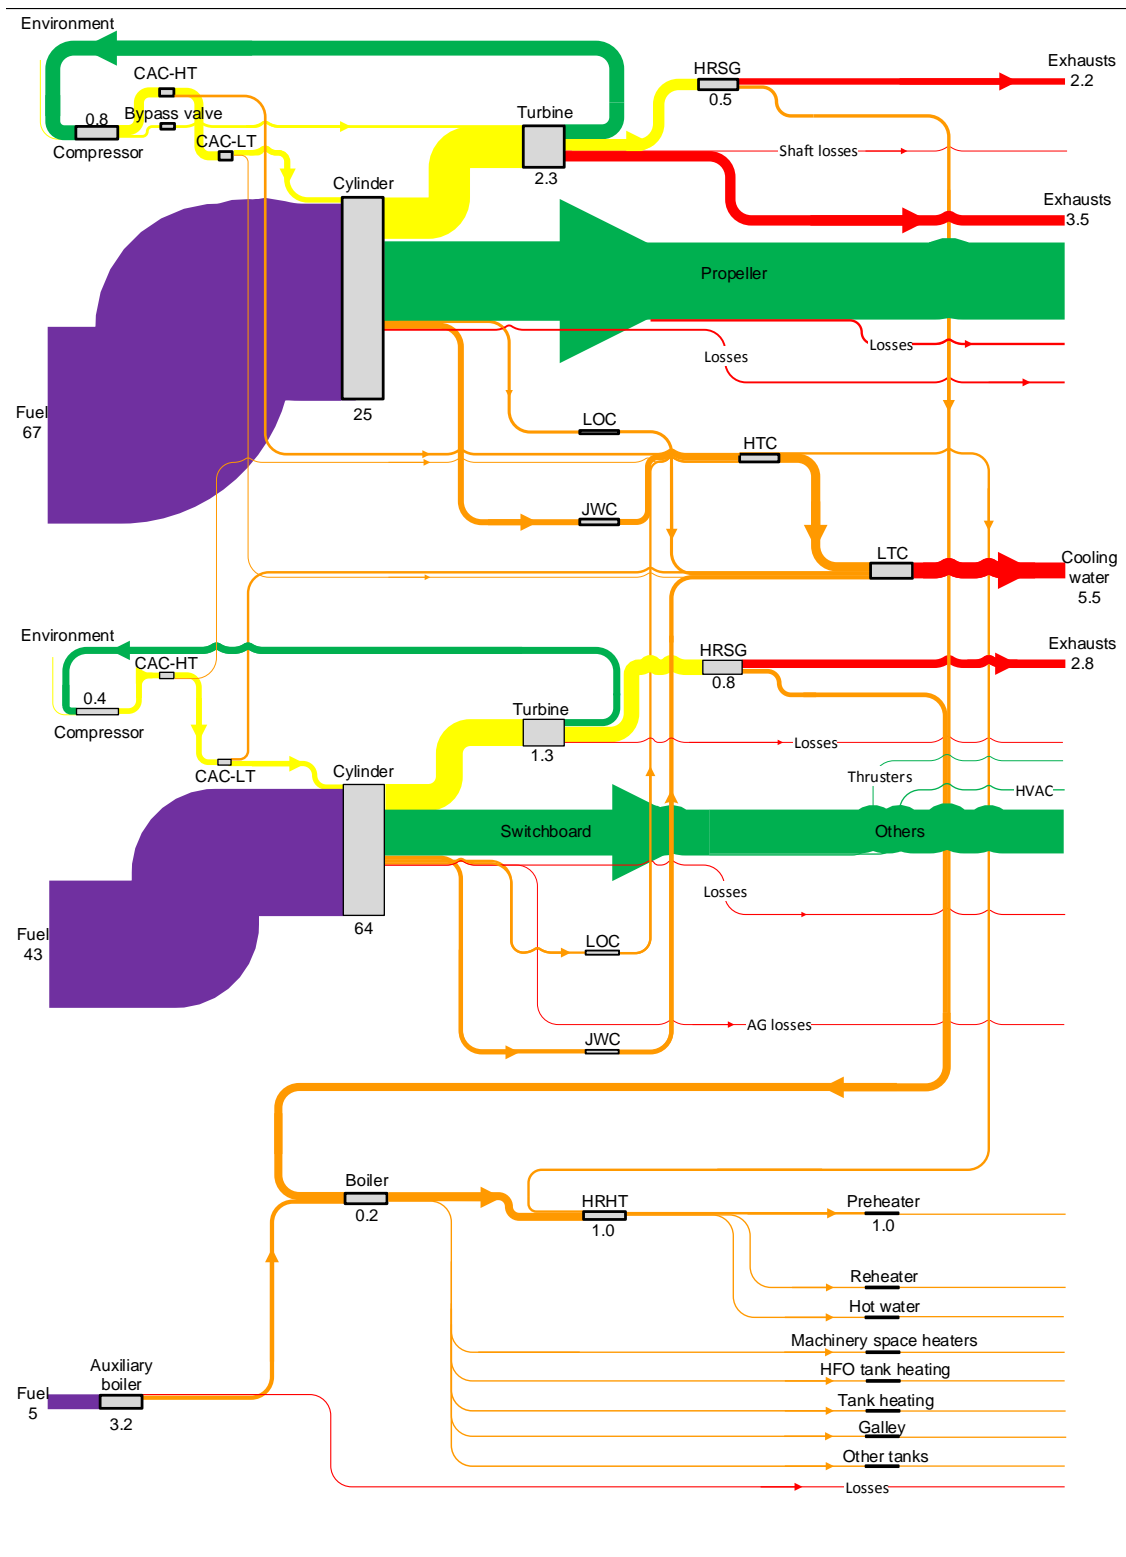 Environment
CAC-HT
HRSG
Exhausts
2.2
0.5
0.8
Bypass valve
Turbine
Compressor
CAC-LT
Shaft losses
2.3
Cylinder
Exhausts
3.5
Propeller
Losses
Losses
Fuel
67
25
LOC
HTC
JWC
LTC
Cooling
water
5.5
Environment
CAC-HT
HRSG
Exhausts
2.8
0.8
0.4
Compressor
Turbine
Losses
1.3
CAC-LT
Cylinder
Thrusters
HVAC
Switchboard
Others
Losses
Fuel
43
64
LOC
AG losses
JWC
Boiler
0.2
HRHT
1.0
Preheater
1.0
Reheater
Hot water
Machinery space heaters
Auxiliary
boiler
HFO tank heating
Fuel
5
3.2
Tank heating
Galley
Other tanks
Losses